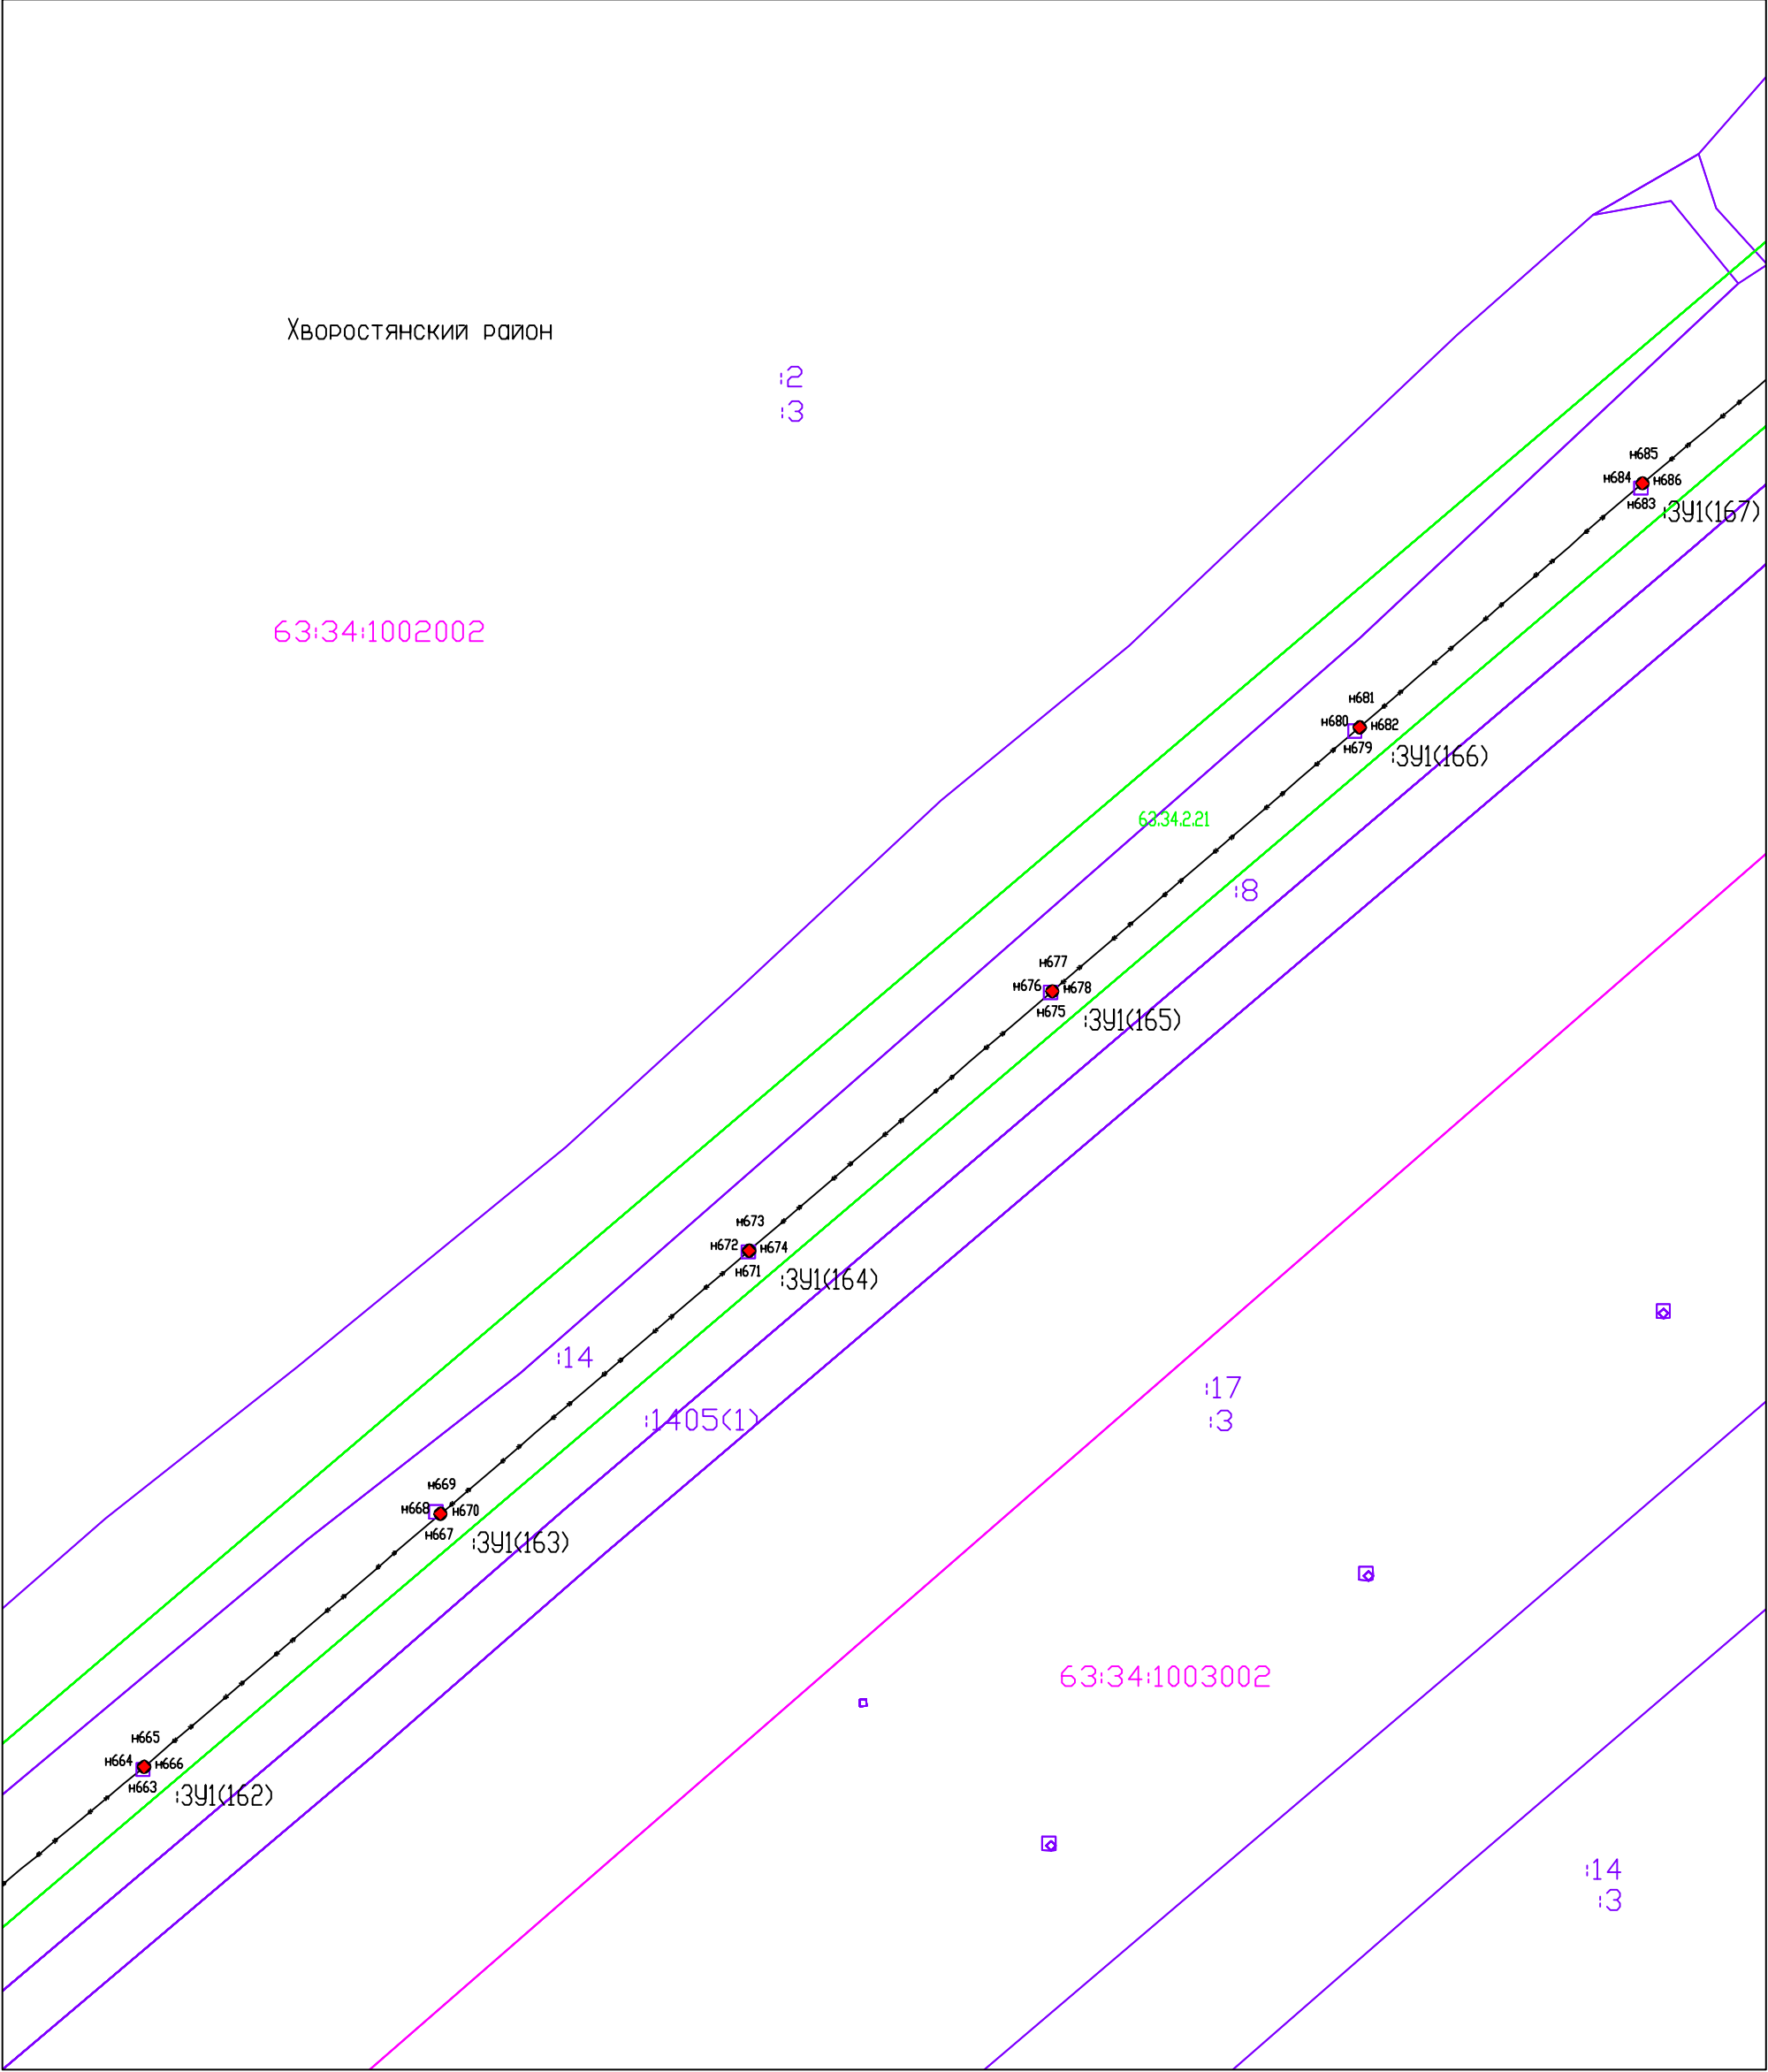 Хворостянский район
:2
:3
н685
н684
н686
н683
:ЗУ1(167)
63:34:1002002
н681
н680
н682
н679
:ЗУ1(166)
63.34.2.21
:8
н677
н676
н678
н675
:ЗУ1(165)
н673
н672
н674
н671
:ЗУ1(164)
:14
:17
:3
:1405(1)
н669
н668
н670
н667
:ЗУ1(163)
63:34:1003002
н665
н664
н666
н663
:ЗУ1(162)
:14
:3